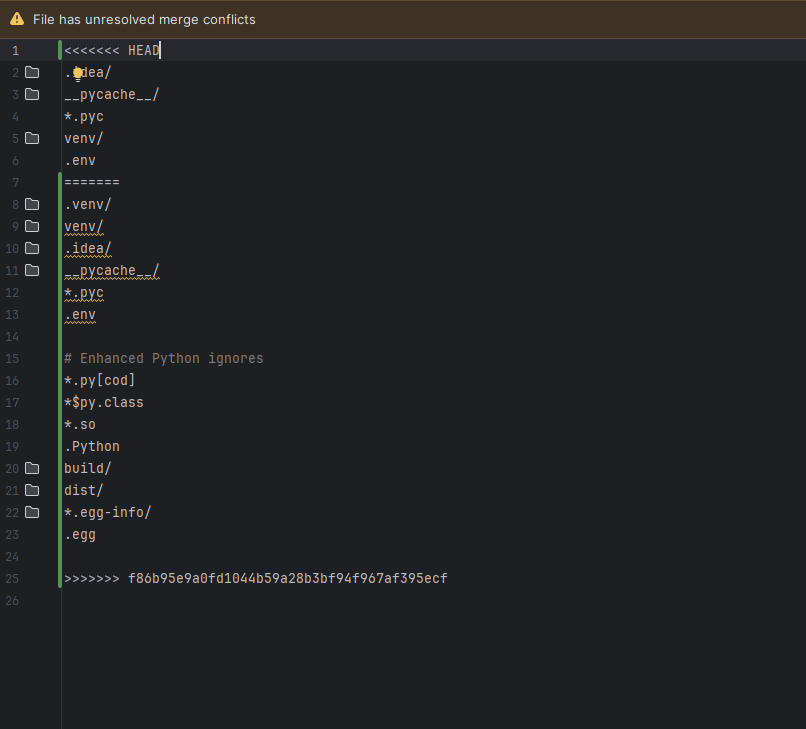 File has unresolved merge conflicts
1 <<<<<<< HEAD
2 .idea/
3 __pycache__/
4 *.pyc
5 venv/
6 .env
7 =======
8 .venv/
9 venv/
10 .idea/
11 __pycache__/
12 *.pyc
13 .env
14
15 # Enhanced Python ignores
16 *.py[cod]
17 *$py.class
18 *.so
19 .Python
20 build/
21 dist/
22 *.egg-info/
23 .egg
24
25 >>>>>>> f86b95e9a0fd1044b59a28b3bf94f967af395ecf
26